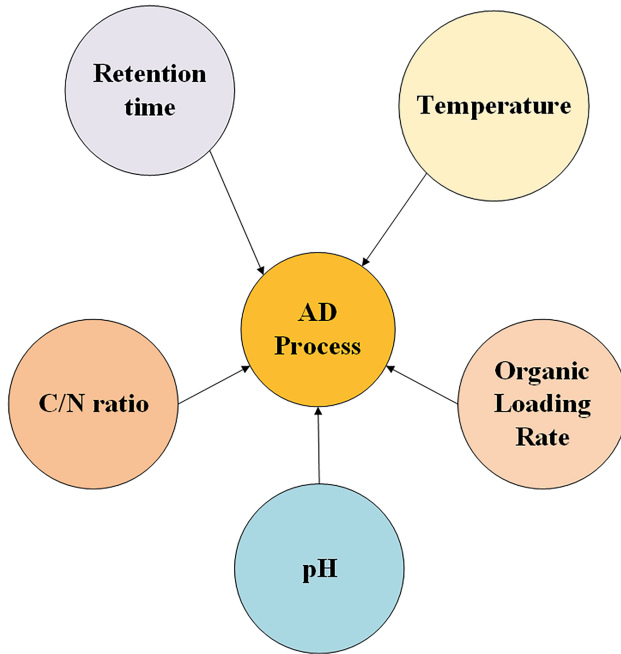 Retention
time
Temperature
AD
Process
C/N ratio
Organic
Loading
Rate
pH